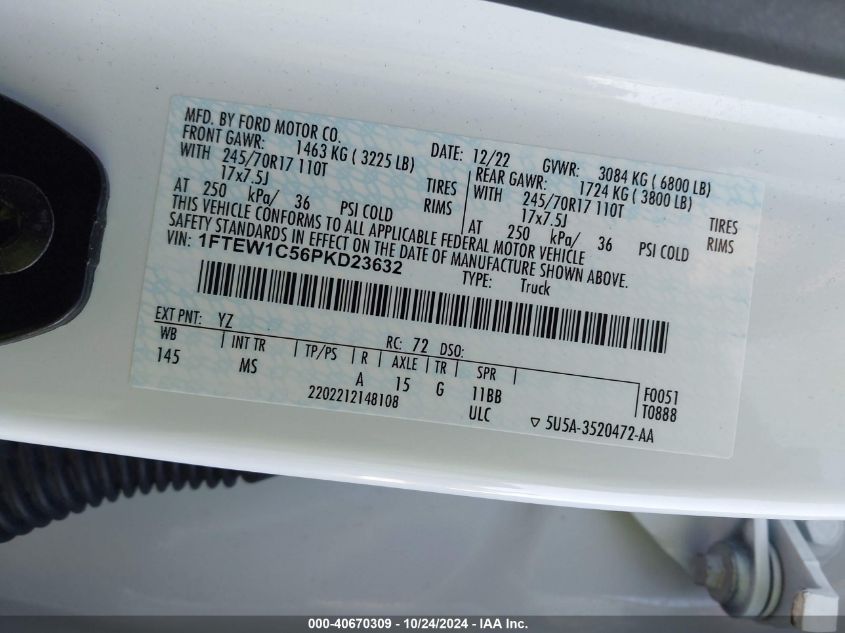 MFD. BY FORD MOTOR CO.
DATE: 12/22 GVWR: 3084 KG ( 6800 LB)
FRONT GAWR: 1463 KG ( 3225 LB) REAR GAWR: 1724 KG ( 3800 LB)
WITH 245/70R17 110T TIRES WITH 245/70R17 110T TIRES
17x7.5J RIMS 17x7.5J RIMS
AT 250 kPa/ 36 PSI COLD AT 250 kPa/ 36 PSI COLD
THIS VEHICLE CONFORMS TO ALL APPLICABLE FEDERAL MOTOR VEHICLE
SAFETY STANDARDS IN EFFECT ON THE DATE OF MANUFACTURE SHOWN ABOVE.
VIN: 1FTEW1C56PKD23632
TYPE: Truck
EXT PNT: YZ RC: 72 DSO:
WB INT TR TP/PS R AXLE TR SPR
145 MS A 15 G 11BB F0051
2202212148108 ULC T0888
▽ 5U5A-3520472-AA
000-40670309 - 10/24/2024 - IAA Inc.